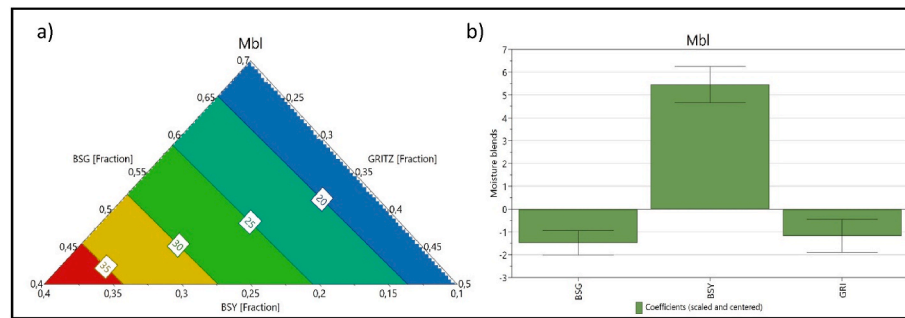 a)
Mbl
0,7
0,65
0,25
0,6
0,3
BSG [Fraction]
GRITZ [Fraction]
0,55
0,35
0,5
20
0,4
25
0,45
30
0,45
35
0,4
0,5
0,4
0,35
0,3
0,25
0,2
0,15
0,1
BSY [Fraction]
b)
Mbl
Moisture blends
7
6
5
4
3
2
1
0
-1
-2
-3
BSG
BSY
GRI
Coefficients (scaled and centered)